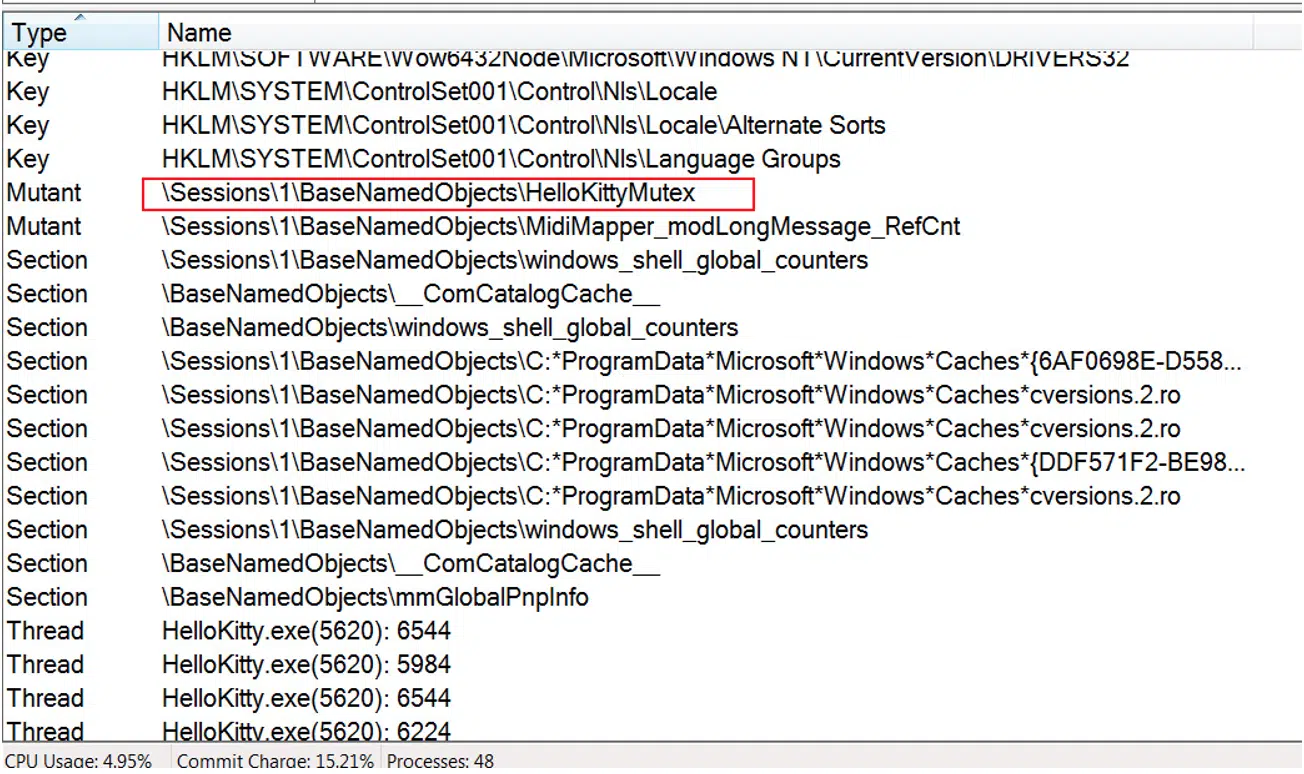 Type Name
Key HKLM\SOFTWARE\Wow6432Node\Microsoft\Windows NT\CurrentVersion\DRIVERS32
Key HKLM\SYSTEM\ControlSet001\Control\Nls\Locale
Key HKLM\SYSTEM\ControlSet001\Control\Nls\Locale\Alternate Sorts
Key HKLM\SYSTEM\ControlSet001\Control\Nls\Language Groups
Mutant \Sessions\1\BaseNamedObjects\HelloKittyMutex
Mutant \Sessions\1\BaseNamedObjects\MidiMapper_modLongMessage_RefCnt
Section \Sessions\1\BaseNamedObjects\windows_shell_global_counters
Section \BaseNamedObjects\__ComCatalogCache__
Section \BaseNamedObjects\windows_shell_global_counters
Section \Sessions\1\BaseNamedObjects\C:*ProgramData*Microsoft*Windows*Caches*{6AF0698E-D558...
Section \Sessions\1\BaseNamedObjects\C:*ProgramData*Microsoft*Windows*Caches*cversions.2.ro
Section \Sessions\1\BaseNamedObjects\C:*ProgramData*Microsoft*Windows*Caches*cversions.2.ro
Section \Sessions\1\BaseNamedObjects\C:*ProgramData*Microsoft*Windows*Caches*{DDF571F2-BE98...
Section \Sessions\1\BaseNamedObjects\C:*ProgramData*Microsoft*Windows*Caches*cversions.2.ro
Section \Sessions\1\BaseNamedObjects\windows_shell_global_counters
Section \BaseNamedObjects\__ComCatalogCache__
Section \BaseNamedObjects\mmGlobalPnpInfo
Thread HelloKitty.exe(5620): 6544
Thread HelloKitty.exe(5620): 5984
Thread HelloKitty.exe(5620): 6544
Thread HelloKitty.exe(5620): 6224
CPU Usage: 4.95% Commit Charge: 15.21% Processes: 48